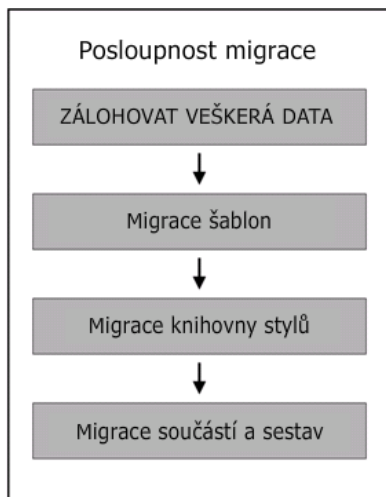 Posloupnost migrace
ZÁLOHOVAT VEŠKERÁ DATA
Migrace šablon
Migrace knihovny stylů
Migrace součástí a sestav